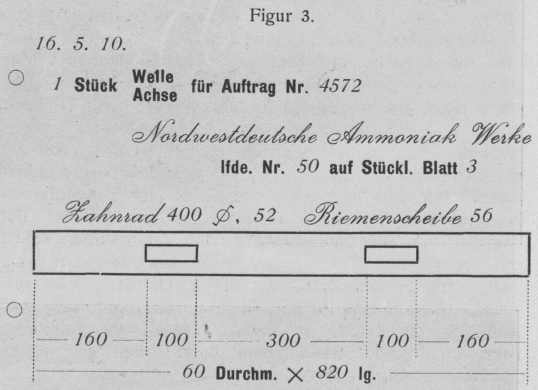 Figur 3.
16. 5. 10.
1 Stück Welle
Achse für Auftrag Nr. 4572
Nordwestdeutsche Ammoniak Werke
lfde. Nr. 50 auf Stückl. Blatt 3
Zahnrad 400 ∅, 52 Riemenscheibe 56
160 100 300 100 160
60 Durchm. × 820 lg.